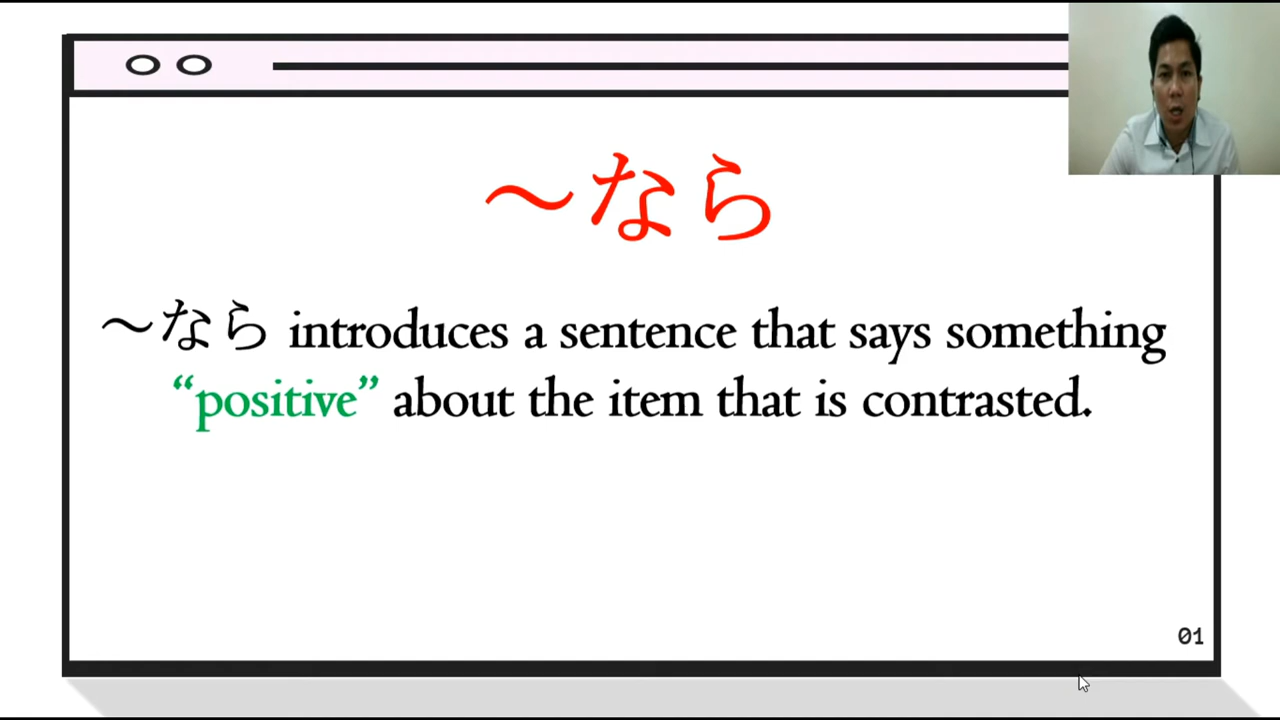 ～なら
～なら introduces a sentence that says something
“positive” about the item that is contrasted.
01